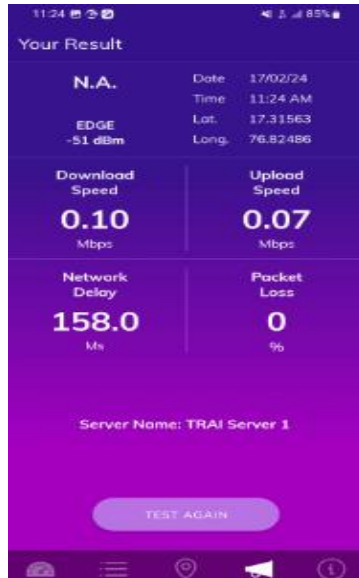 11:24 85%
Your Result
N.A.
Date 17/02/24
Time 11:24 AM
EDGE
Lat. 17.31563
-51 dBm
Long. 76.82486
Download Speed
Upload Speed
0.10
0.07
Mbps
Mbps
Network Delay
Packet Loss
158.0
0
Ms
%
Server Name: TRAI Server 1
TEST AGAIN